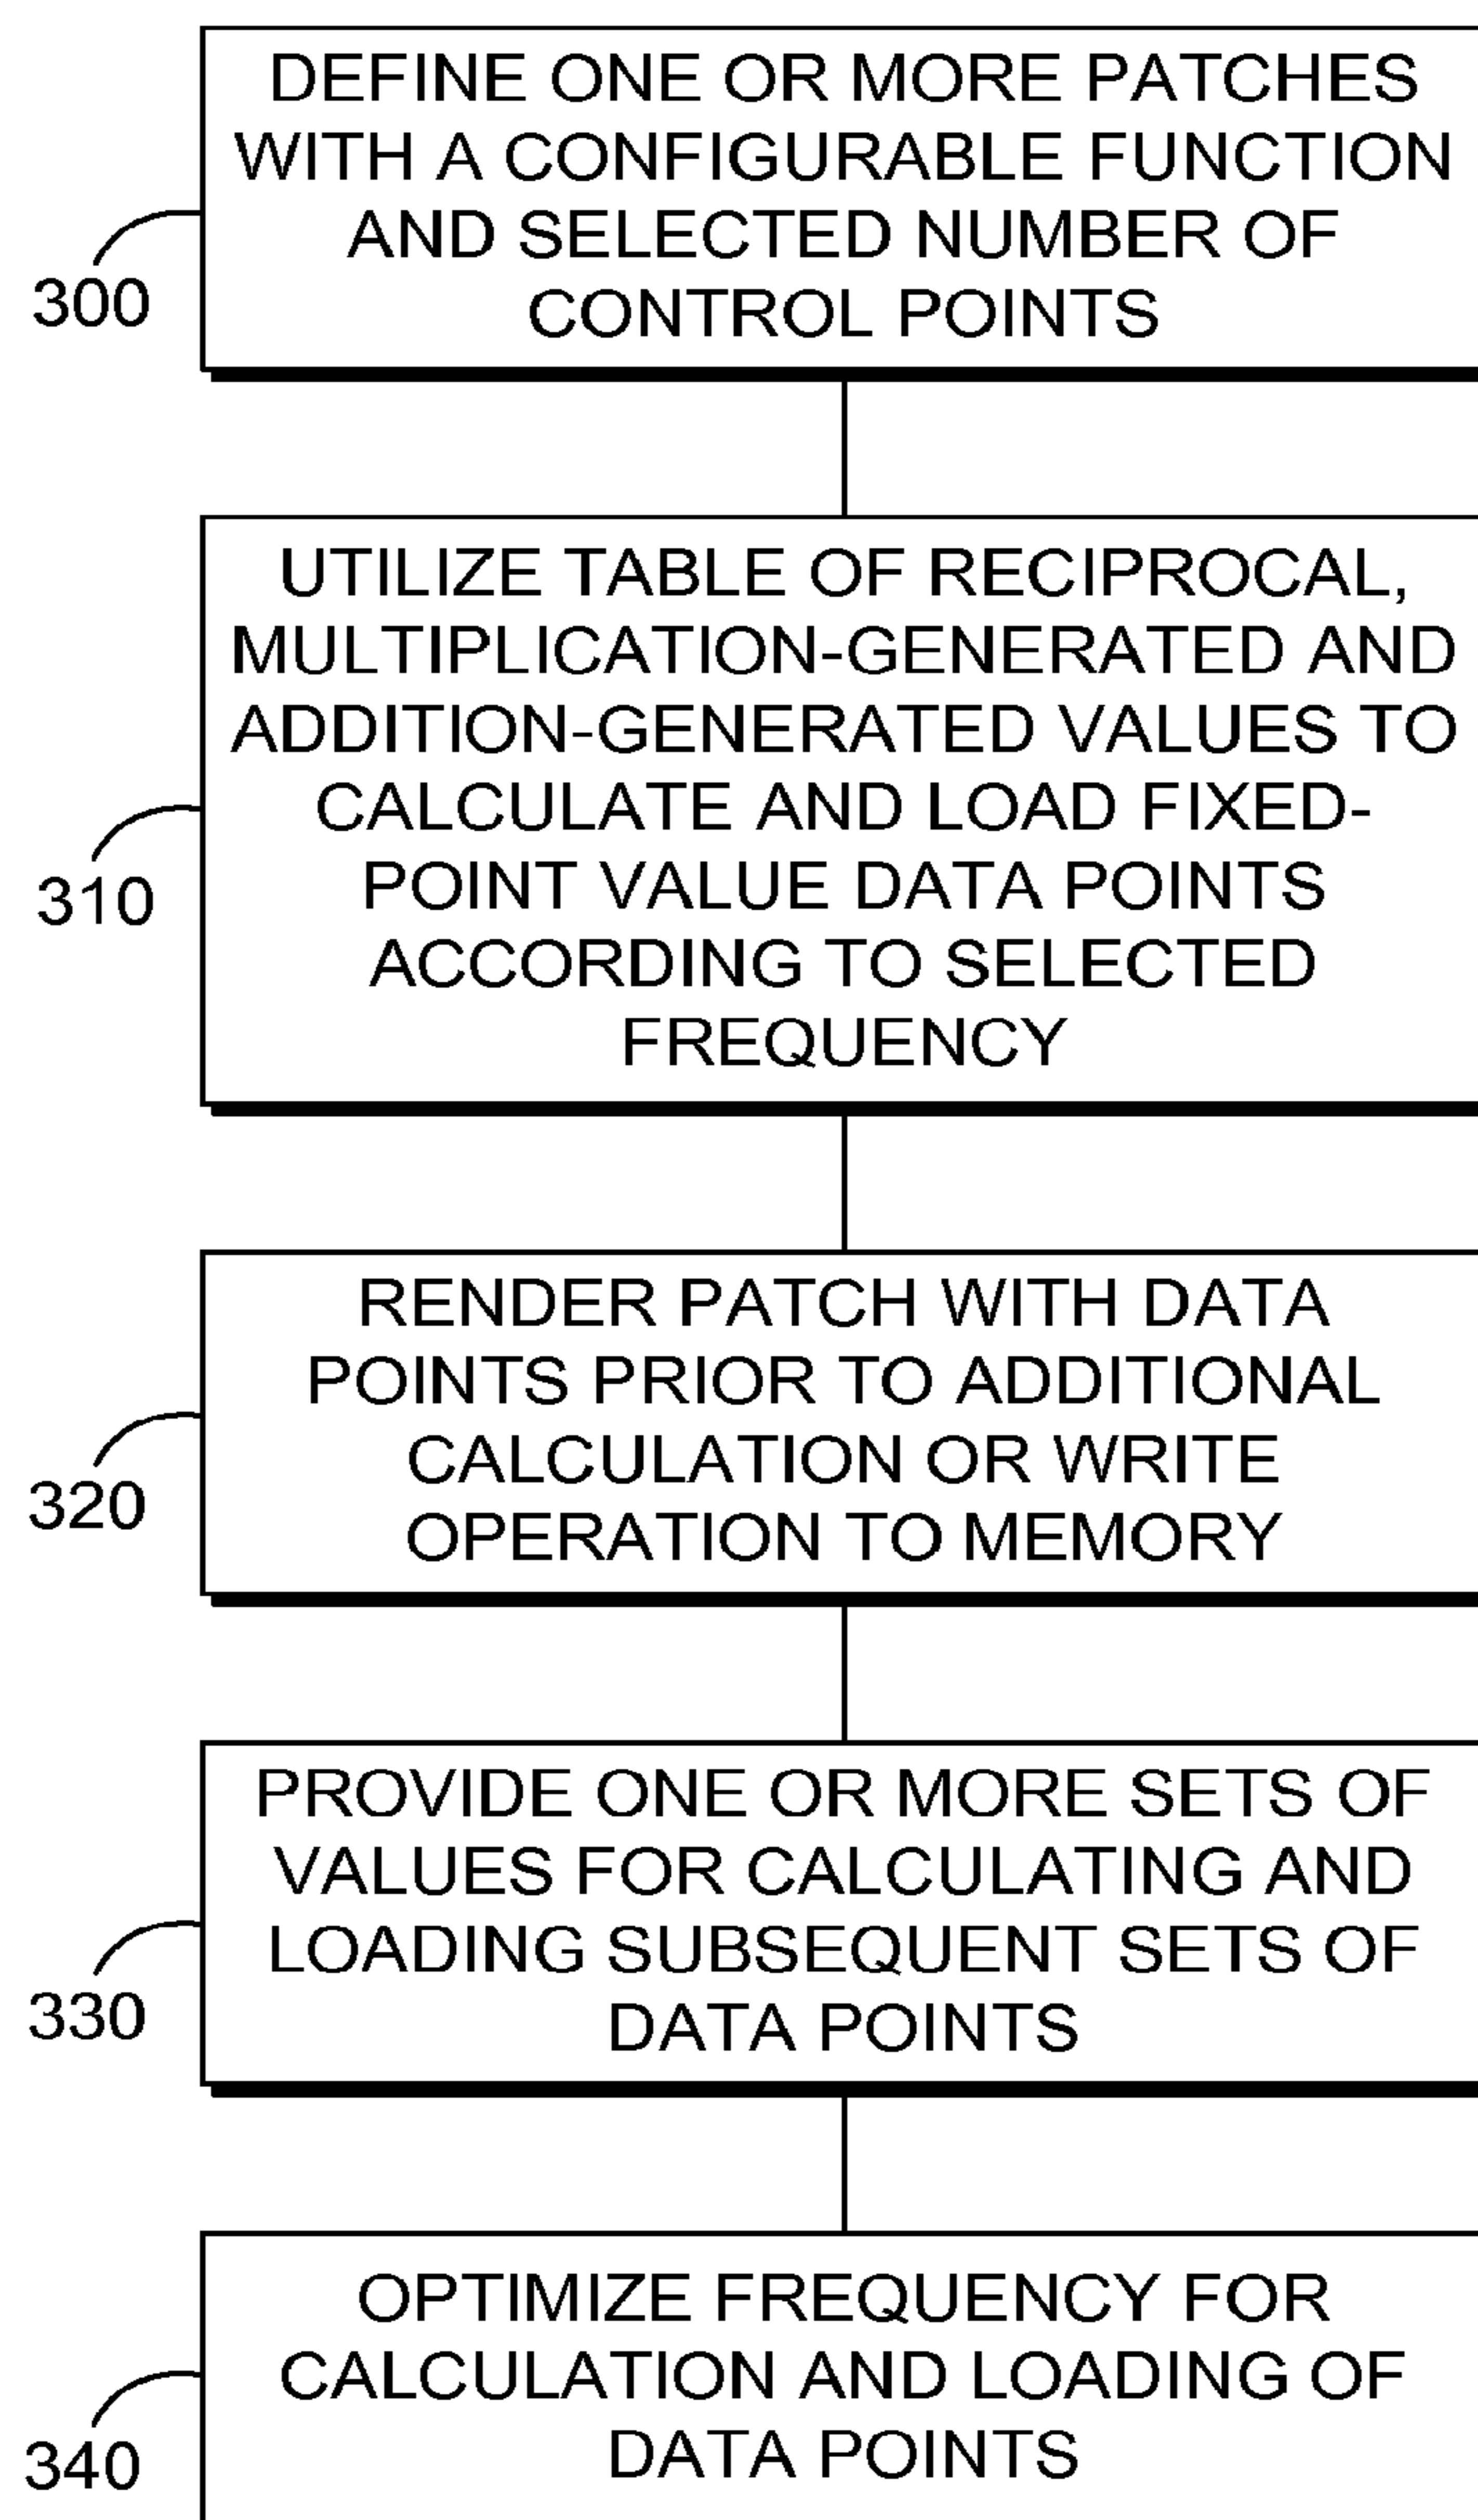 DEFINE ONE OR MORE PATCHES
WITH A CONFIGURABLE FUNCTION
AND SELECTED NUMBER OF
CONTROL POINTS
300
UTILIZE TABLE OF RECIPROCAL,
MULTIPLICATION-GENERATED AND
ADDITION-GENERATED VALUES TO
CALCULATE AND LOAD FIXED-
POINT VALUE DATA POINTS
ACCORDING TO SELECTED
FREQUENCY
310
RENDER PATCH WITH DATA
POINTS PRIOR TO ADDITIONAL
CALCULATION OR WRITE
OPERATION TO MEMORY
320
PROVIDE ONE OR MORE SETS OF
VALUES FOR CALCULATING AND
LOADING SUBSEQUENT SETS OF
DATA POINTS
330
OPTIMIZE FREQUENCY FOR
CALCULATION AND LOADING OF
DATA POINTS
340